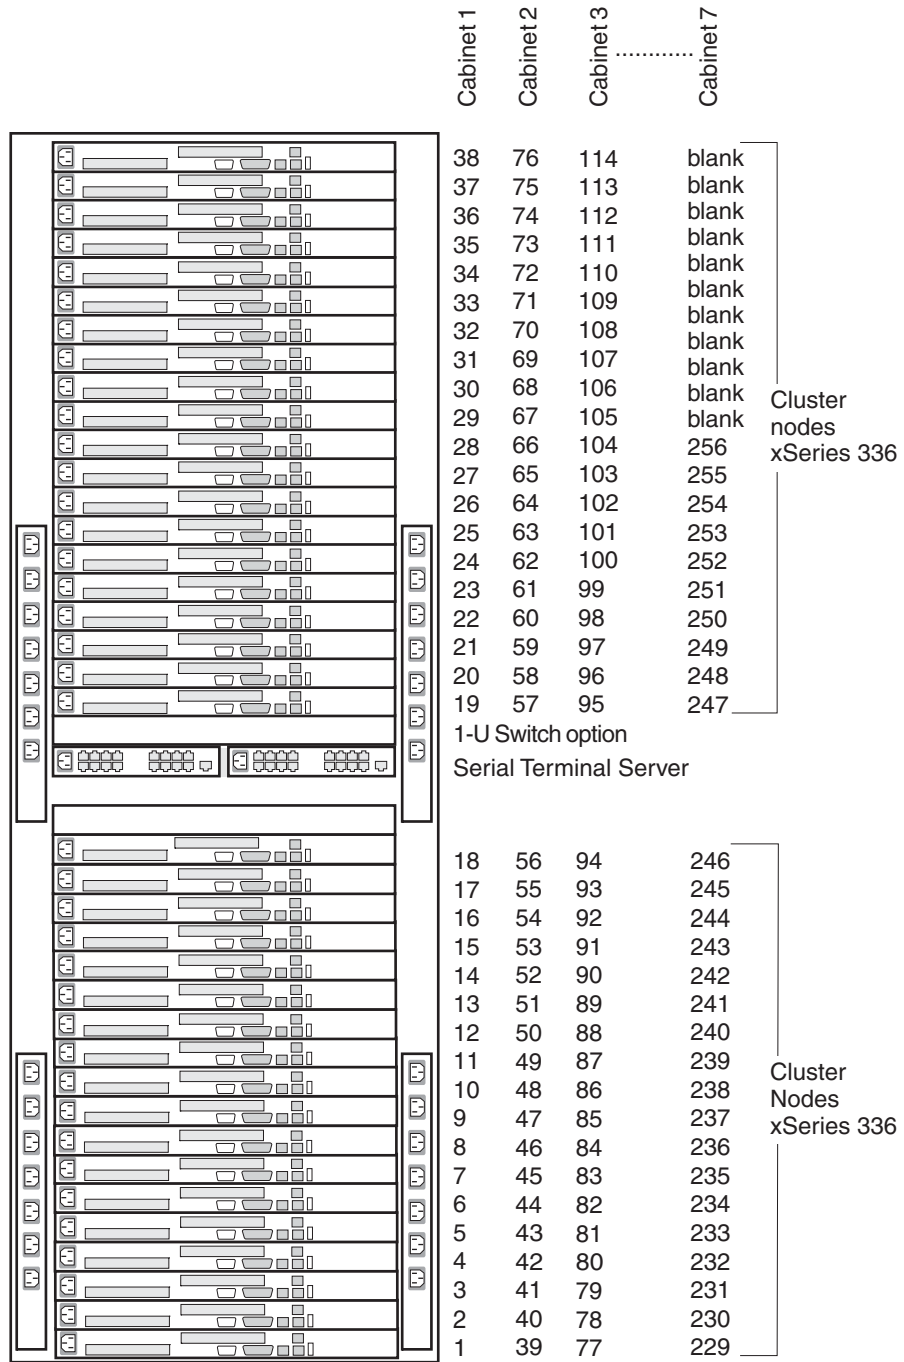 Cabinet 1 Cabinet 2 Cabinet 3 ............ Cabinet 7
38 76 114 blank
37 75 113 blank
36 74 112 blank
35 73 111 blank
34 72 110 blank
blank
33 71 109 blank
32 70 108 blank
31 69 107 blank
30 68 106 blank
29 67 105 blank
28 66 104 256
27 65 103 255
26 64 102 254
25 63 101 253
24 62 100 252
23 61 99 251
22 60 98 250
21 59 97 249
20 58 96 248
19 57 95 247
Cluster
nodes
xSeries 336
1-U Switch option
Serial Terminal Server
18 56 94 246
17 55 93 245
16 54 92 244
15 53 91 243
14 52 90 242
13 51 89 241
12 50 88 240
11 49 87 239
10 48 86 238
9 47 85 237
8 46 84 236
7 45 83 235
6 44 82 234
5 43 81 233
4 42 80 232
3 41 79 231
2 40 78 230
1 39 77 229
Cluster
Nodes
xSeries 336